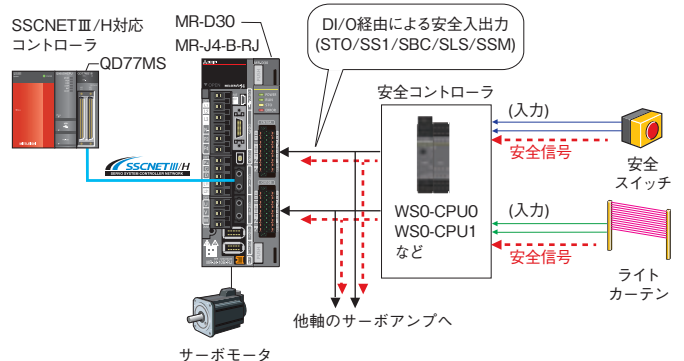 SSCNETⅢ/H対応
コントローラ
QD77MS
MR-D30
MR-J4-B-RJ
DI/O経由による安全入出力
(STO/SS1/SBC/SLS/SSM)
安全コントローラ
(入力)
安全信号
安全
スイッチ
SSCNETⅢ/H
SERVO SYSTEM CONTROLLER NETWORK
WS0-CPU0
WS0-CPU1
など
(入力)
安全信号
ライト
カーテン
他軸のサーボアンプへ
サーボモータ